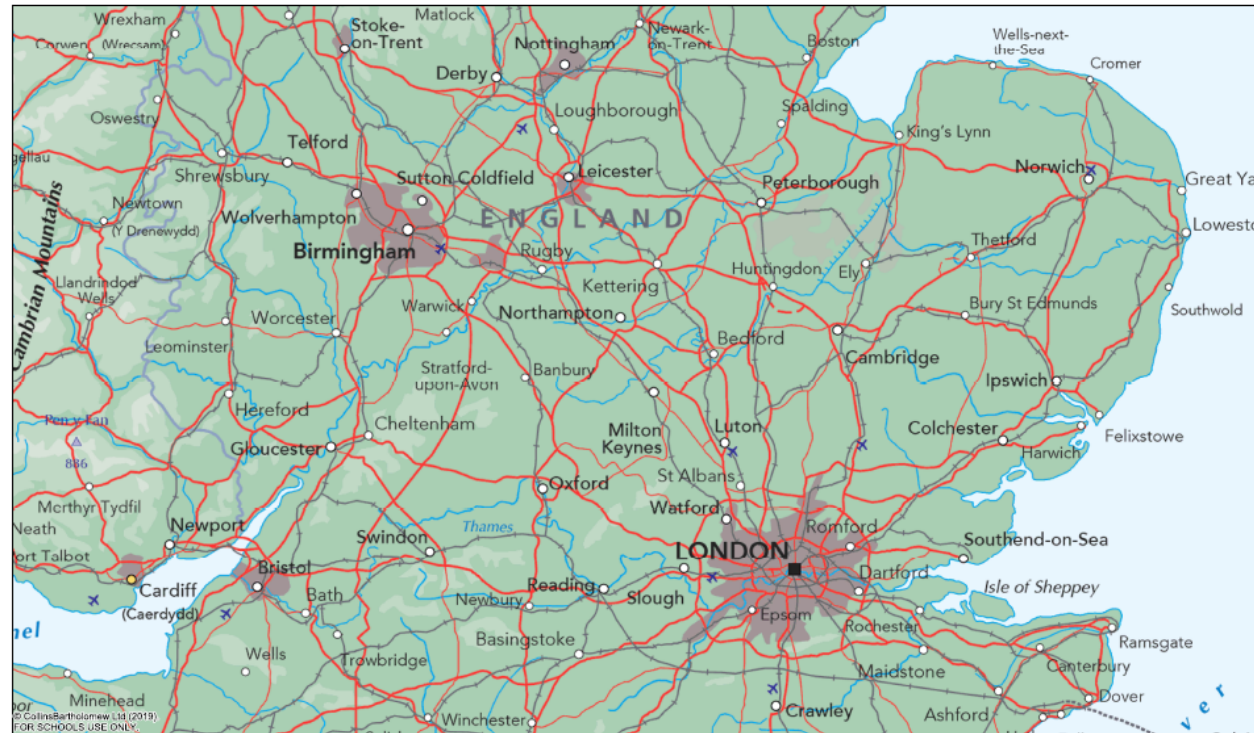 Wrexham
(Wrecsam)
Corwen
Stoke-
on-Trent
Matlock
Nottingham
Newark-
on-Trent
Boston
Wells-next-
the-Sea
Cromer
Derby
Oswestry
Loughborough
Spalding
King's Lynn
Telford
Shrewsbury
gellau
Sutton Coldfield
Leicester
Peterborough
Norwich
Great Ya
Newtown
(Y Drenewydd)
Wolverhampton
ENGLAND
Lowesto
Birmingham
Rugby
Thetford
Cambrian Mountains
Llandrindod
Wells
Kettering
Huntingdon
Ely
Warwick
Worcester
Northampton
Bury St Edmunds
Southwold
Leominster
Stratford-
upon-Avon
Banbury
Bedford
Cambridge
Ipswich
Hereford
Pen y Fan
886
Cheltenham
Gloucester
Milton
Keynes
Luton
Colchester
Felixstowe
Harwich
Merthyr Tydfil
Oxford
St Albans
Watford
Neath
Newport
Thames
Romford
ort Talbot
Swindon
LONDON
Southend-on-Sea
Cardiff
(Caerdydd)
Bristol
Bath
Reading
Slough
Dartford
Isle of Sheppey
Newbury
Epsom
Rochester
nel
Basingstoke
Ramsgate
Wells
Trowbridge
Maidstone
Canterbury
Minehead
Dover
Winchester
Crawley
Ashford
ver
© CollinsBartholomew Ltd (2019)
FOR SCHOOLS USE ONLY.